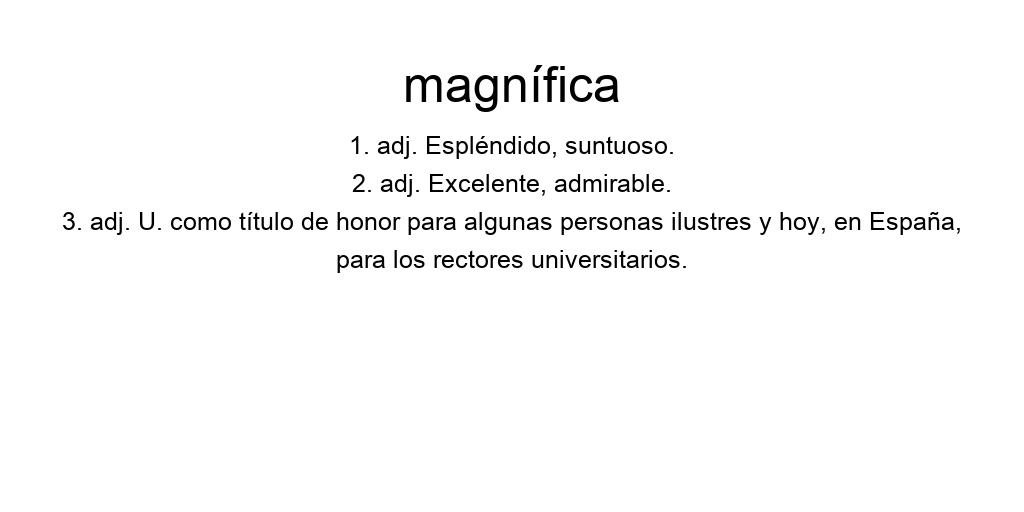 magnífica
1. adj. Espléndido, suntuoso.
2. adj. Excelente, admirable.
3. adj. U. como título de honor para algunas personas ilustres y hoy, en España,
para los rectores universitarios.